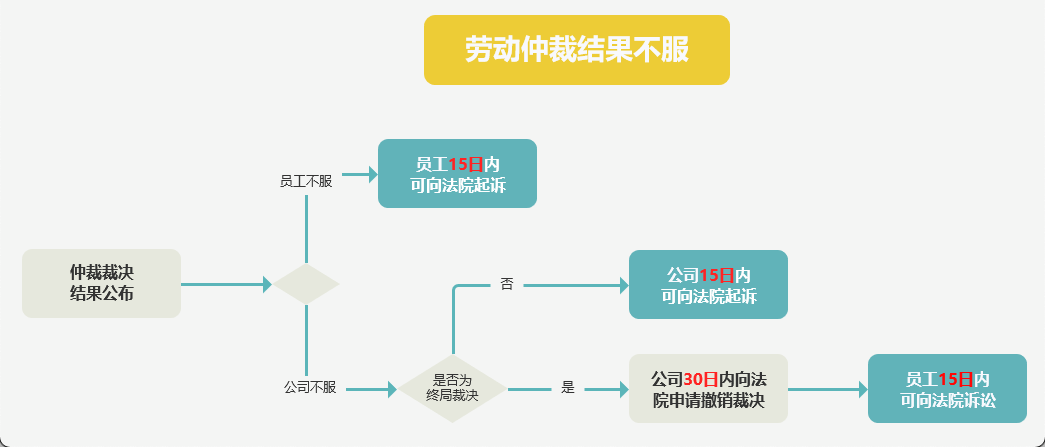 劳动仲裁结果不服
员工15日内
可向法院起诉
员工不服
仲裁裁决
结果公布
否
公司15日内
可向法院起诉
公司不服
是否为
终局裁决
是
公司30日内向法
院申请撤销裁决
员工15日内
可向法院诉讼